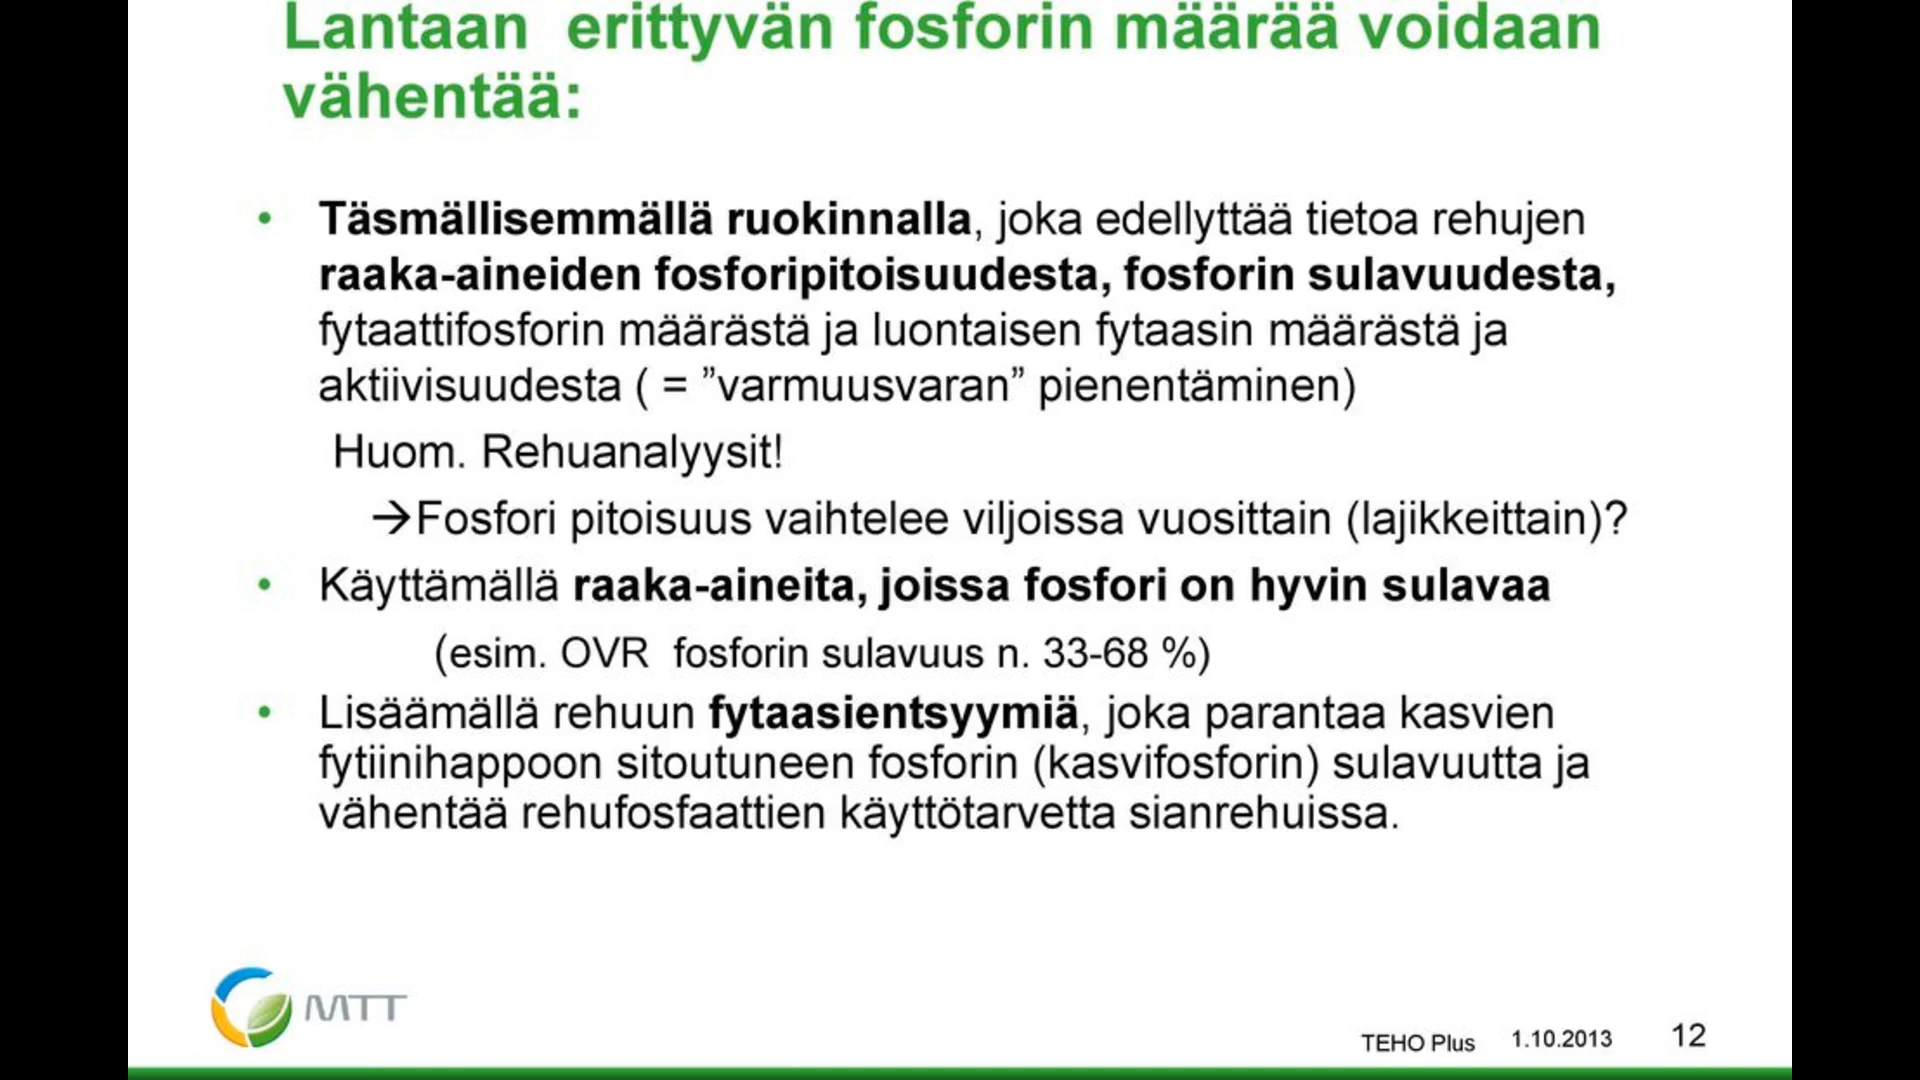 Lantaan erittyvän fosforin määrää voidaan
vähentää:
• Täsmällisemmällä ruokinnalla, joka edellyttää tietoa rehujen
raaka-aineiden fosforipitoisuudesta, fosforin sulavuudesta,
fytaattifosforin määrästä ja luontaisen fytaasin määrästä ja
aktiivisuudesta ( = ”varmuusvaran” pienentäminen)
Huom. Rehuanalyysit!
→Fosfori pitoisuus vaihtelee viljoissa vuosittain (lajikkeittain)?
• Käyttämällä raaka-aineita, joissa fosfori on hyvin sulavaa
(esim. OVR fosforin sulavuus n. 33-68 %)
• Lisäämällä rehuun fytaasientsyymiä, joka parantaa kasvien
fytiinihappoon sitoutuneen fosforin (kasvifosforin) sulavuutta ja
vähentää rehufosfaattien käyttötarvetta sianrehuissa.
MTT
TEHO Plus 1.10.2013 12